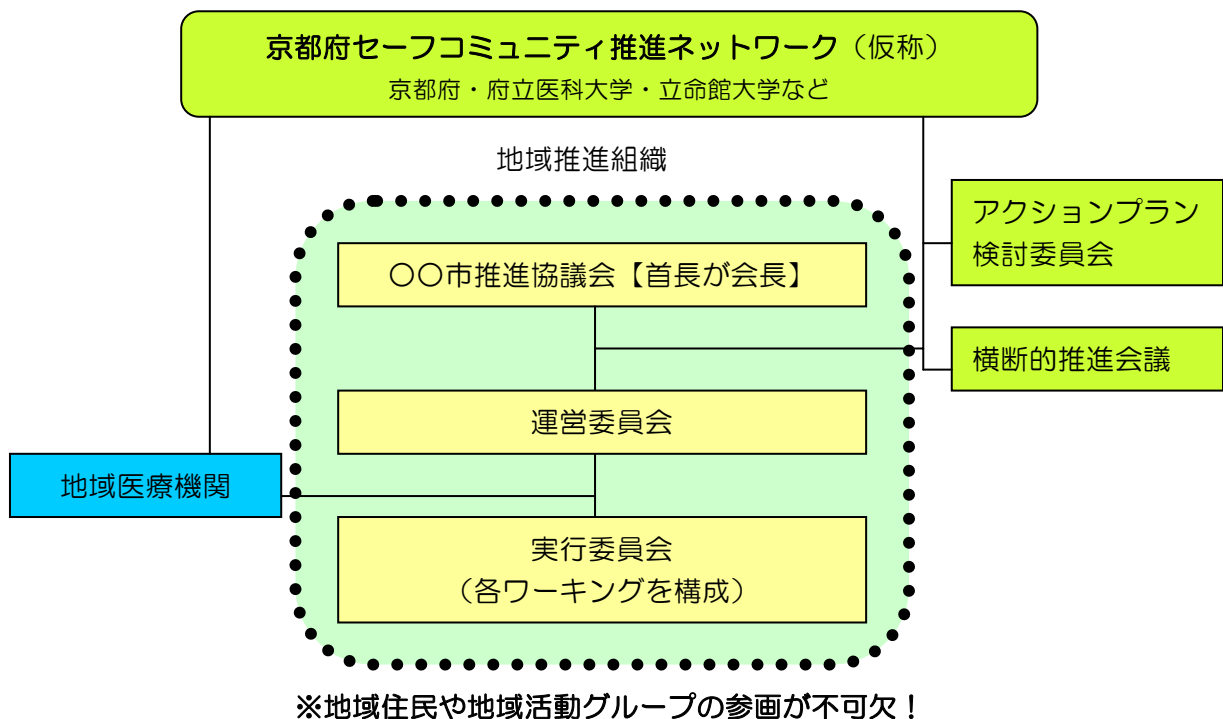 京都府セーフコミュニティ推進ネットワーク（仮称）
京都府・府立医科大学・立命館大学など
地域推進組織
アクションプラン
検討委員会
〇〇市推進協議会【首長が会長】
横断的推進会議
運営委員会
地域医療機関
実行委員会
（各ワーキングを構成）
※地域住民や地域活動グループの参画が不可欠！